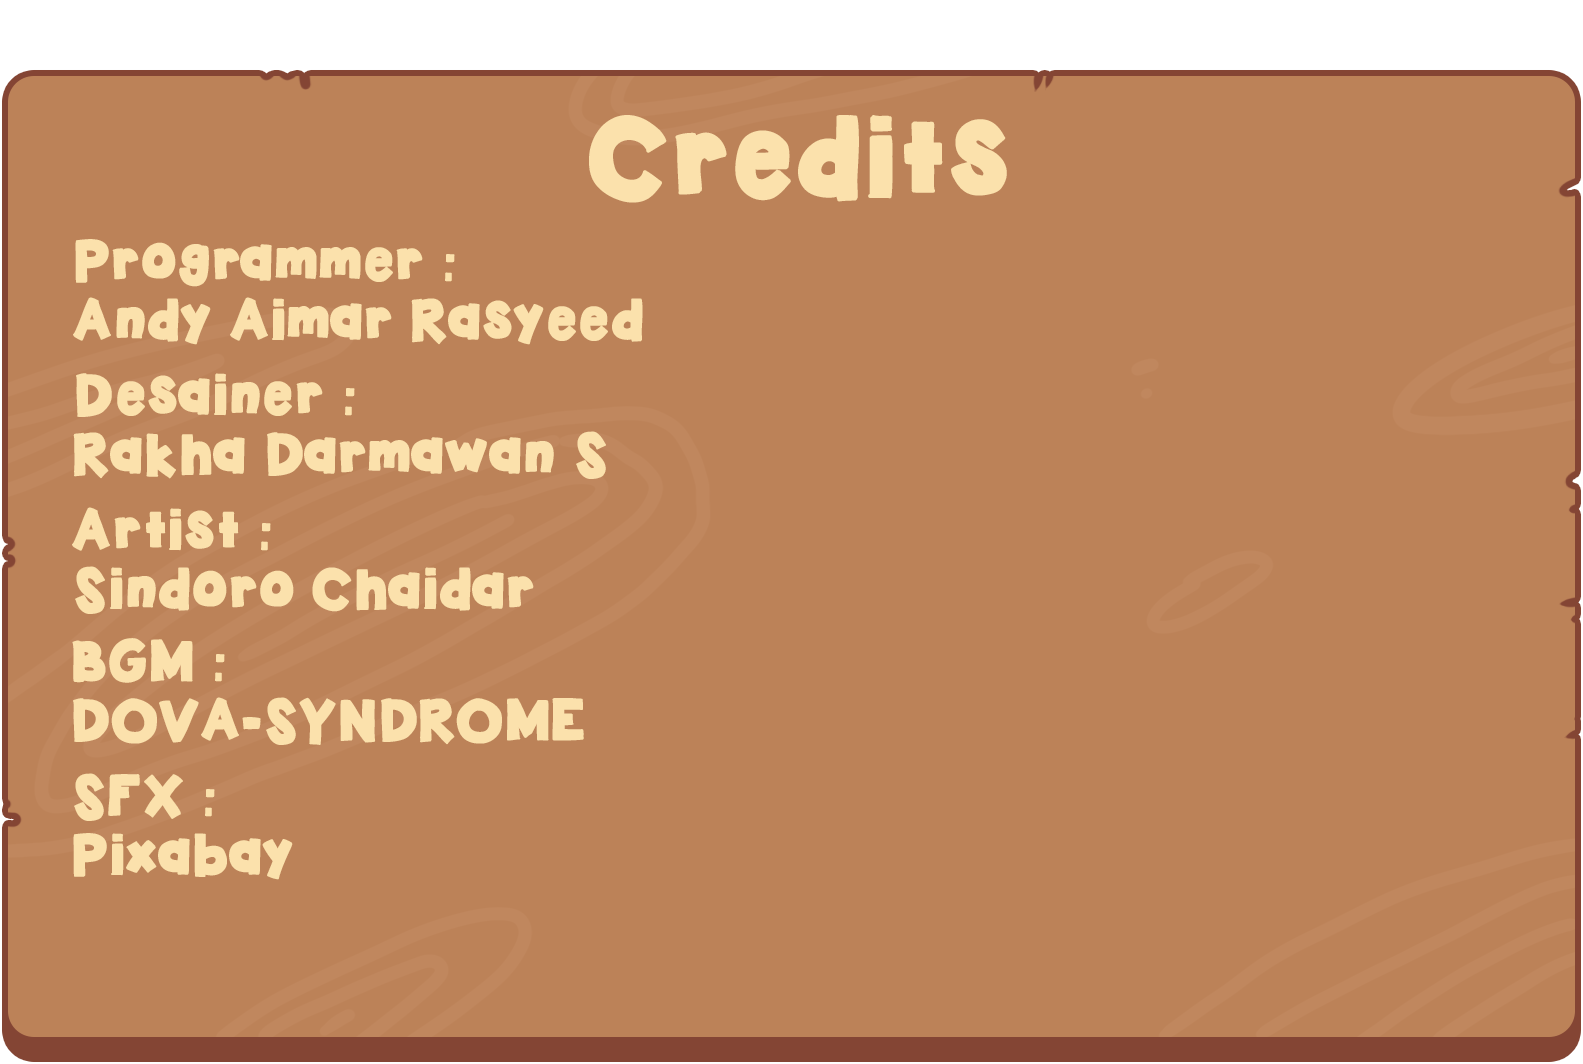 Credits
Programmer :
Andy Aimar Rasyeed
Desainer :
Rakha Darmawan S
Artist :
Sindoro Chaidar
BGM :
DOVA-SYNDROME
SFX :
Pixabay